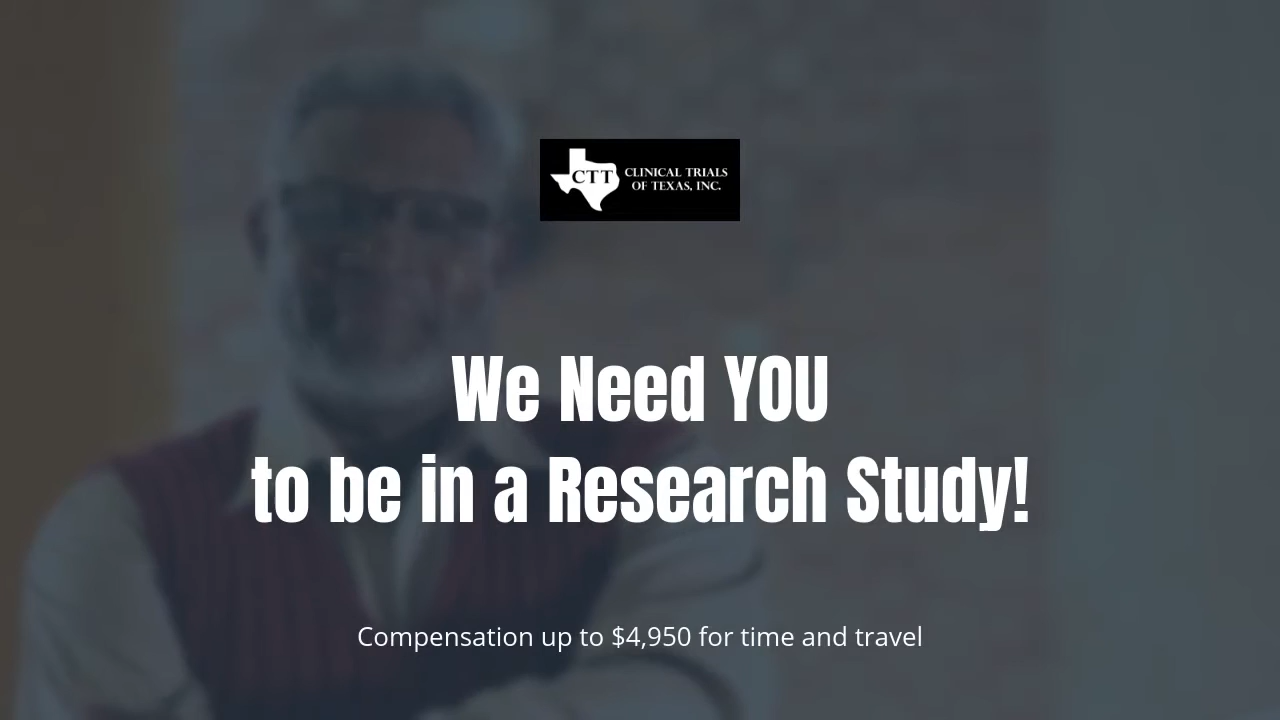 CTT
CLINICAL TRIALS
OF TEXAS, INC.
We Need YOU
to be in a Research Study!
Compensation up to $4,950 for time and travel